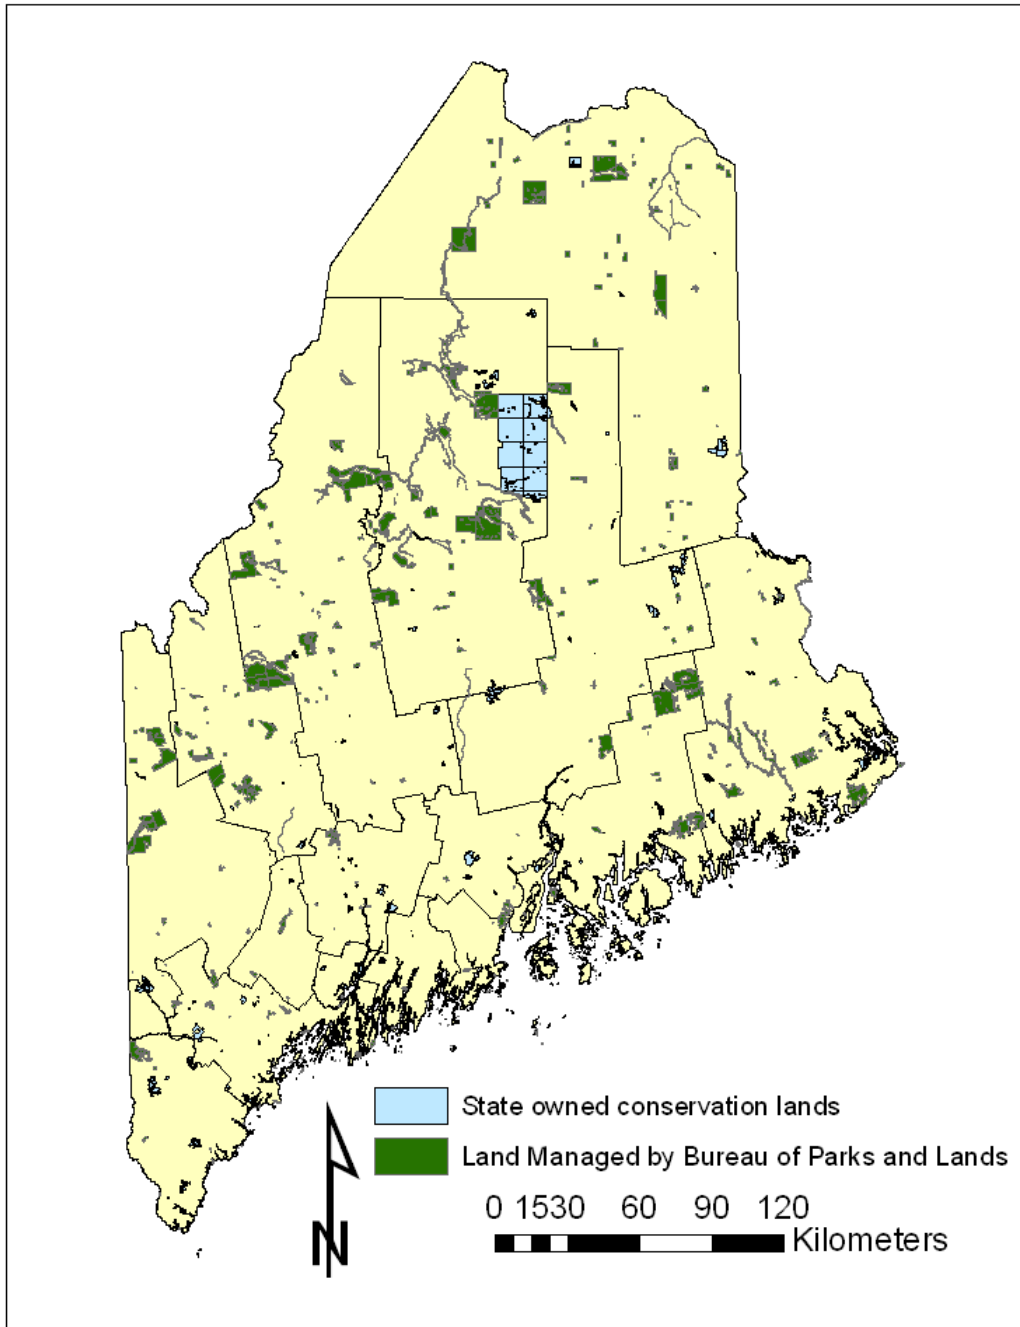 State owned conservation lands
Land Managed by Bureau of Parks and Lands
0 1530 60 90 120
Kilometers
N